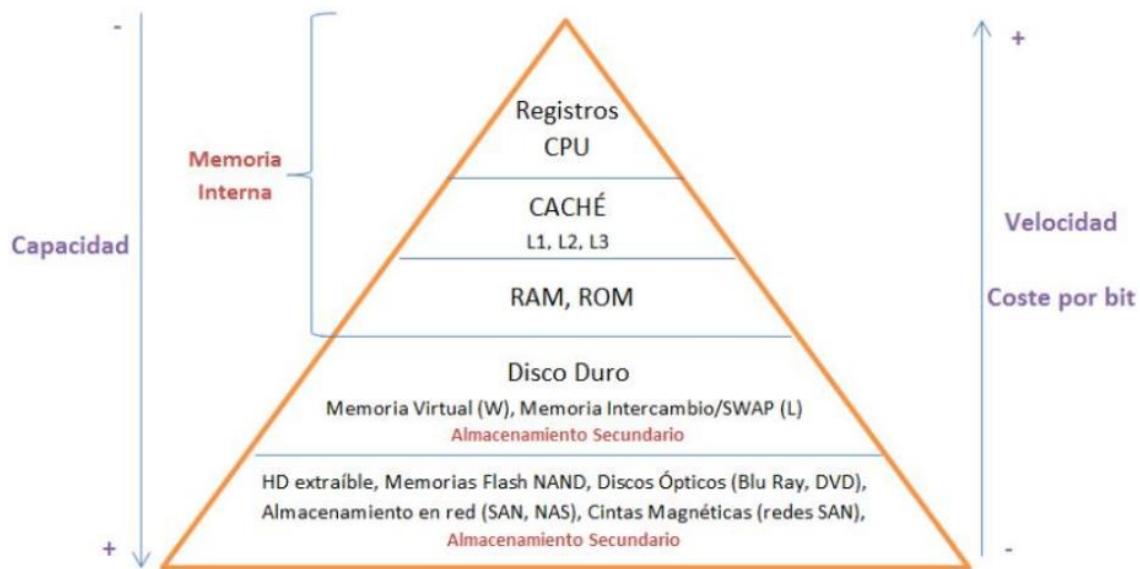 -
+
Registros
CPU
Memoria
Interna
CACHÉ
L1, L2, L3
Velocidad
Capacidad
RAM, ROM
Coste por bit
Disco Duro
Memoria Virtual (W), Memoria Intercambio/SWAP (L)
Almacenamiento Secundario
HD extraíble, Memorias Flash NAND, Discos Ópticos (Blu Ray, DVD),
Almacenamiento en red (SAN, NAS), Cintas Magnéticas (redes SAN),
Almacenamiento Secundario
+
-